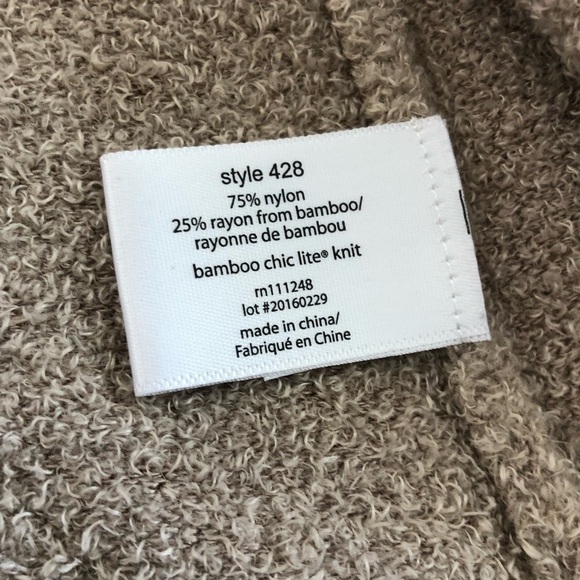 style 428
75% nylon
25% rayon from bamboo/
rayonne de bambou
bamboo chic lite® knit
rn111248
lot #20160229
made in china/
Fabriqué en Chine